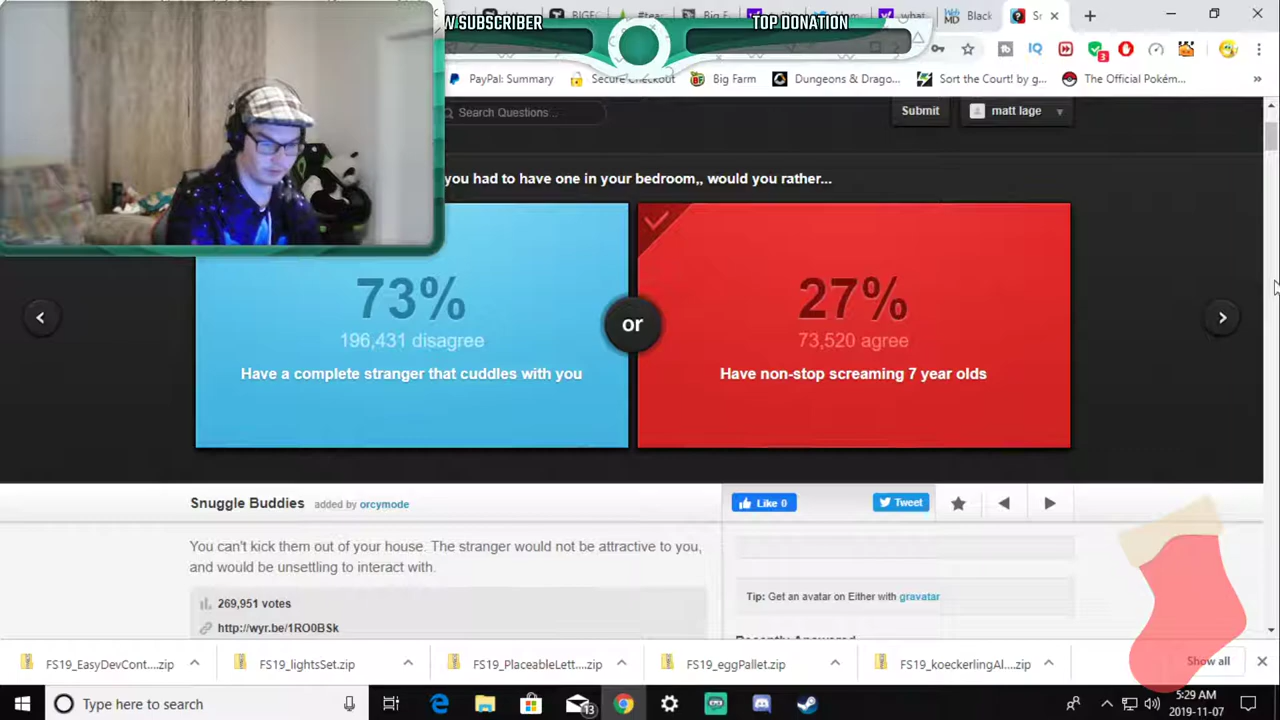 W SUBSCRIBER
TOP DONATION
Black
PayPal: Summary
Secure Checkout
Big Farm
Dungeons & Drago...
Sort the Court! by g...
The Official Pokém...
»
IQ
3
Search Questions ...
Submit
matt lage
you had to have one in your bedroom,, would you rather...
73%
196,431 disagree
Have a complete stranger that cuddles with you
or
27%
73,520 agree
Have non-stop screaming 7 year olds
Snuggle Buddies added by orcymode
Like 0
Tweet
You can't kick them out of your house. The stranger would not be attractive to you,
and would be unsettling to interact with.
269,951 votes
http://wyr.be/1RO0BSk
Tip: Get an avatar on Either with gravatar
Recently Answered
FS19_EasyDevCont....zip
FS19_lightsSet.zip
FS19_PlaceableLett....zip
FS19_eggPallet.zip
FS19_koeckerlingAl....zip
Show all
Type here to search
13
5:29 AM
2019-11-07